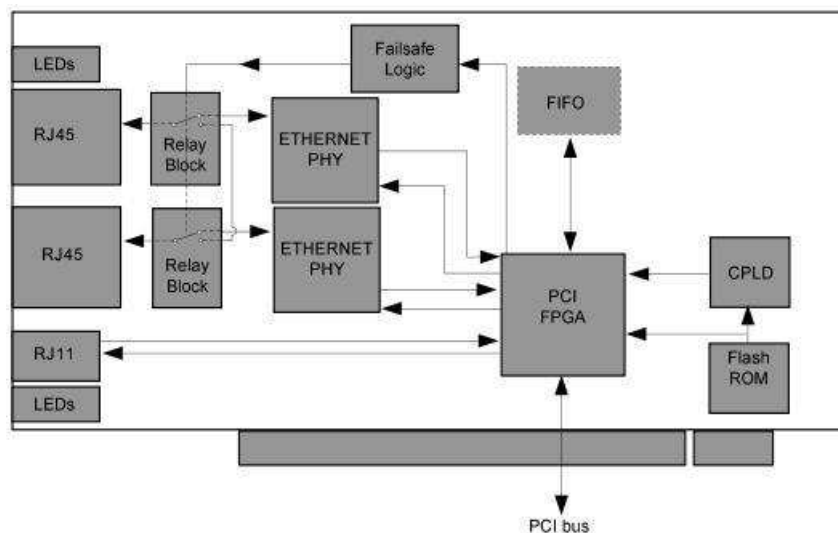 LEDs
Failsafe
Logic
FIFO
RJ45
Relay
Block
ETHERNET
PHY
RJ45
Relay
Block
ETHERNET
PHY
PCI
FPGA
CPLD
RJ11
Flash
ROM
LEDs
PCI bus